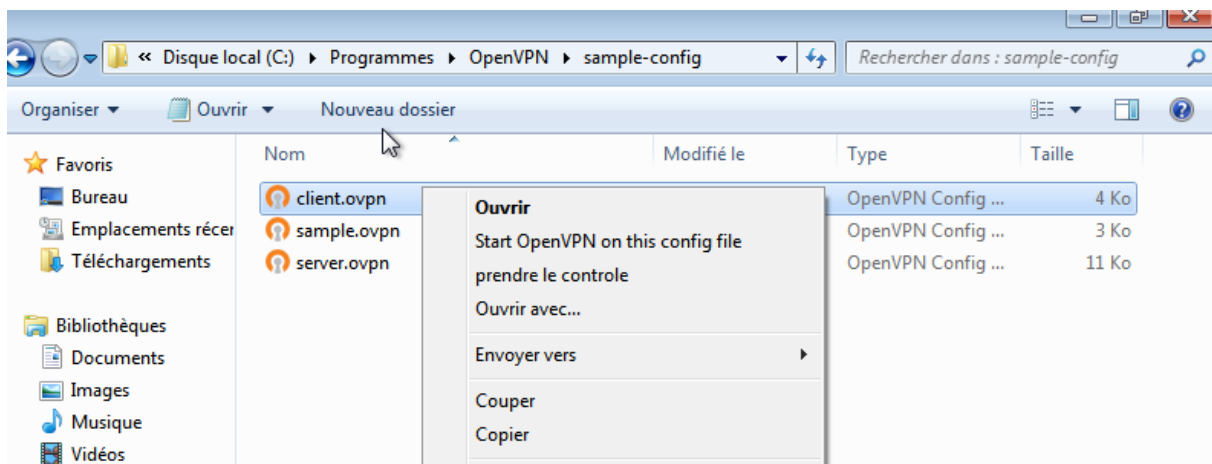 « Disque local (C:) ▸ Programmes ▸ OpenVPN ▸ sample-config
Rechercher dans : sample-config
Organiser Ouvrir Nouveau dossier
Nom Modifié le Type Taille
Favoris
Bureau
Emplacements récer
Téléchargements
Bibliothèques
Documents
Images
Musique
Vidéos
client.ovpn OpenVPN Config ... 4 Ko
sample.ovpn OpenVPN Config ... 3 Ko
server.ovpn OpenVPN Config ... 11 Ko
Ouvrir
Start OpenVPN on this config file
prendre le controle
Ouvrir avec...
Envoyer vers
Couper
Copier